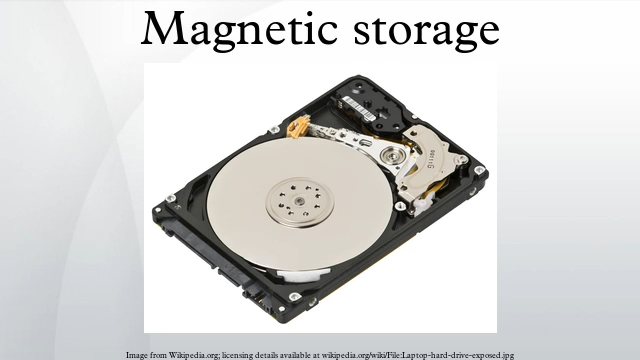 Magnetic storage
Image from Wikipedia.org; licensing details available at wikipedia.org/wiki/File:Laptop-hard-drive-exposed.jpg